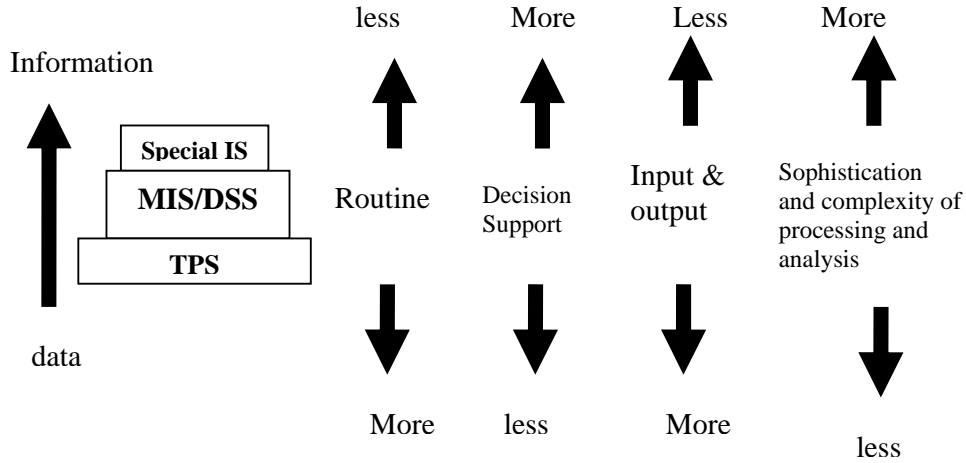 less
More
Less
More
Information
Special IS
MIS/DSS
TPS
Routine
Decision
Support
Input &
output
Sophistication
and complexity of
processing and
analysis
data
More
less
More
less